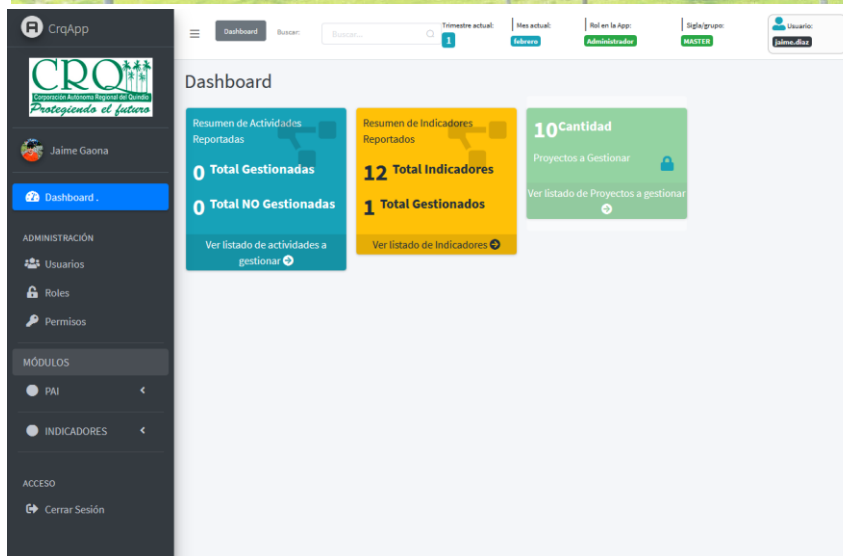 CrqApp
CRQ
Corporación Autónoma Regional del Quindío
Protegiendo el futuro
Jaime Gaona
Dashboard .
ADMINISTRACIÓN
Usuarios
Roles
Permisos
MÓDULOS
PAI
INDICADORES
ACCESO
Cerrar Sesión
Dashboard
Buscar:
Buscar...
Trimestre actual:
1
Mes actual:
febrero
Rol en la App:
Administrador
Sigla/grupo:
MASTER
Usuario:
jaime.diaz
Dashboard
Resumen de Actividades
Reportadas
0 Total Gestionadas
0 Total NO Gestionadas
Ver listado de actividades a
gestionar
Resumen de Indicadores
Reportados
12 Total Indicadores
1 Total Gestionados
Ver listado de Indicadores
10 Cantidad
Proyectos a Gestionar
Ver listado de Proyectos a gestionar